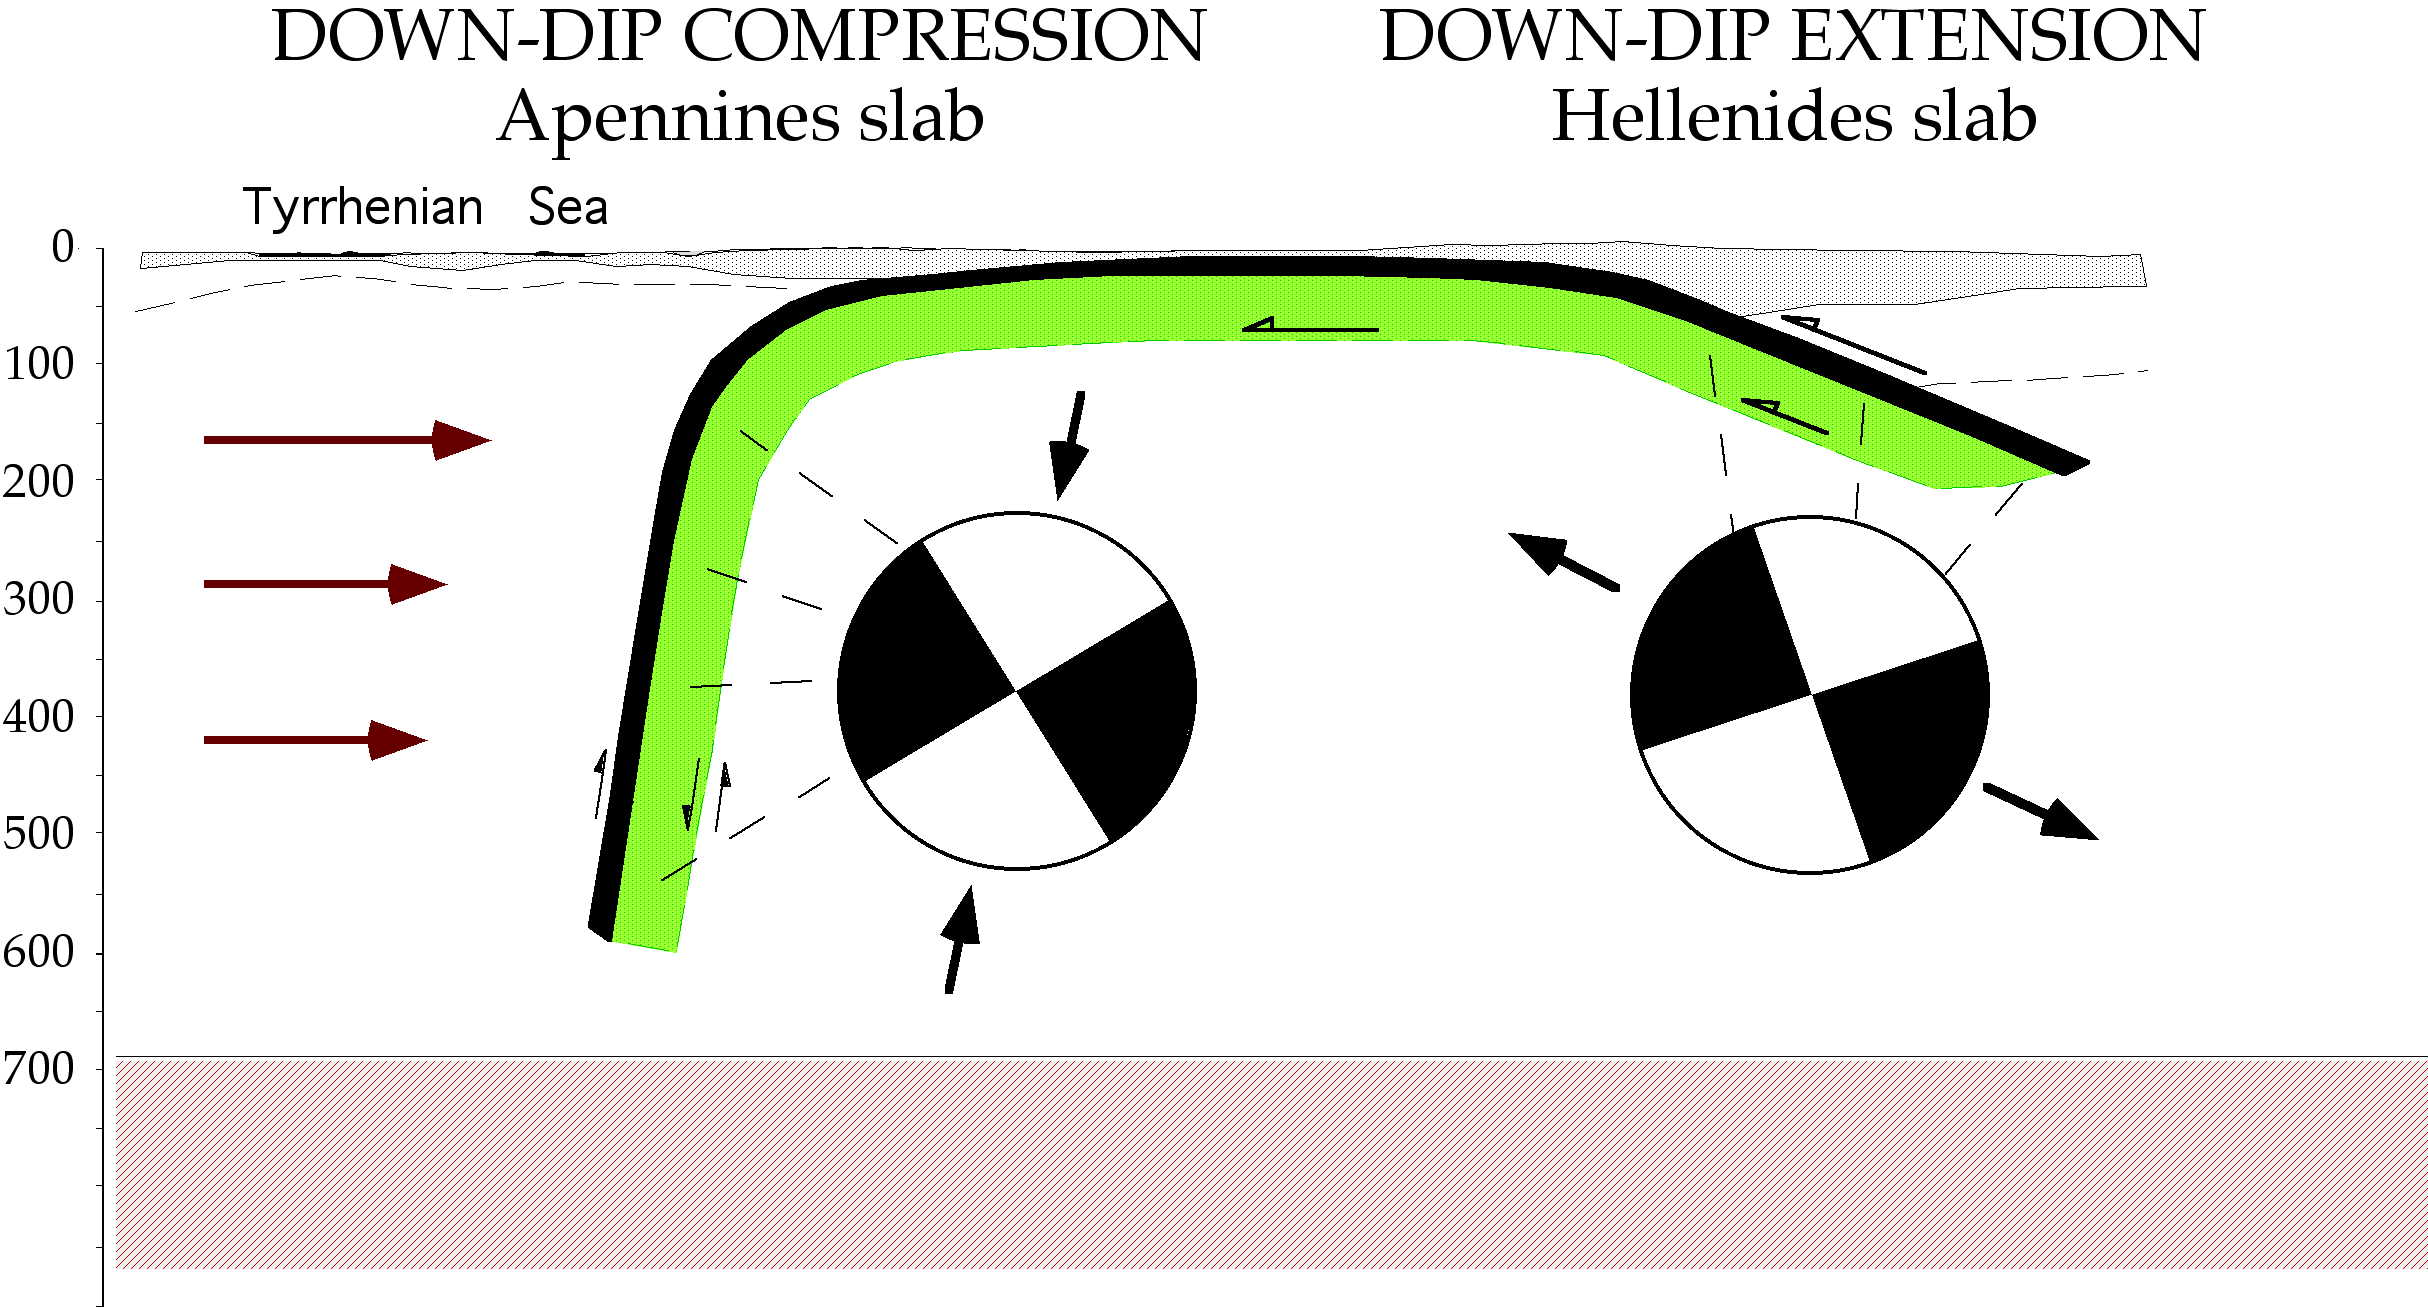 DOWN-DIP COMPRESSION DOWN-DIP EXTENSION
Apennines slab Hellenides slab
Tyrrhenian Sea
0
100
200
300
400
500
600
700